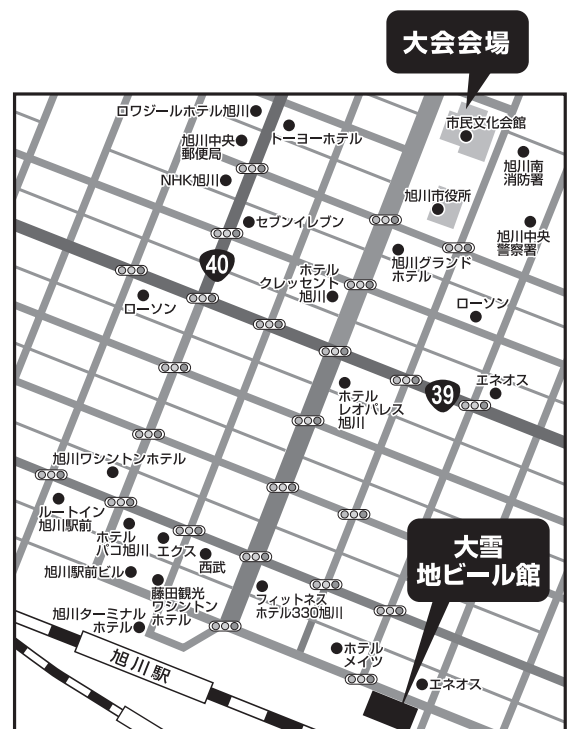 大会会場
ロワジールホテル旭川
トーヨーホテル
市民文化会館
旭川中央
郵便局
旭川南
消防署
NHK旭川
旭川市役所
セブンイレブン
旭川中央
警察署
40
旭川グランド
ホテル
ホテル
クレッセント
旭川
ローソン
ローソン
エネオス
39
ホテル
レオパレス
旭川
旭川ワシントンホテル
ルートイン
旭川駅前
ホテル
パコ旭川
エクス
西武
大雪
地ビール館
旭川駅前ビル
藤田観光
ワシントン
ホテル
フィットネス
ホテル330旭川
旭川ターミナル
ホテル
旭川駅
ホテル
メイツ
エネオス